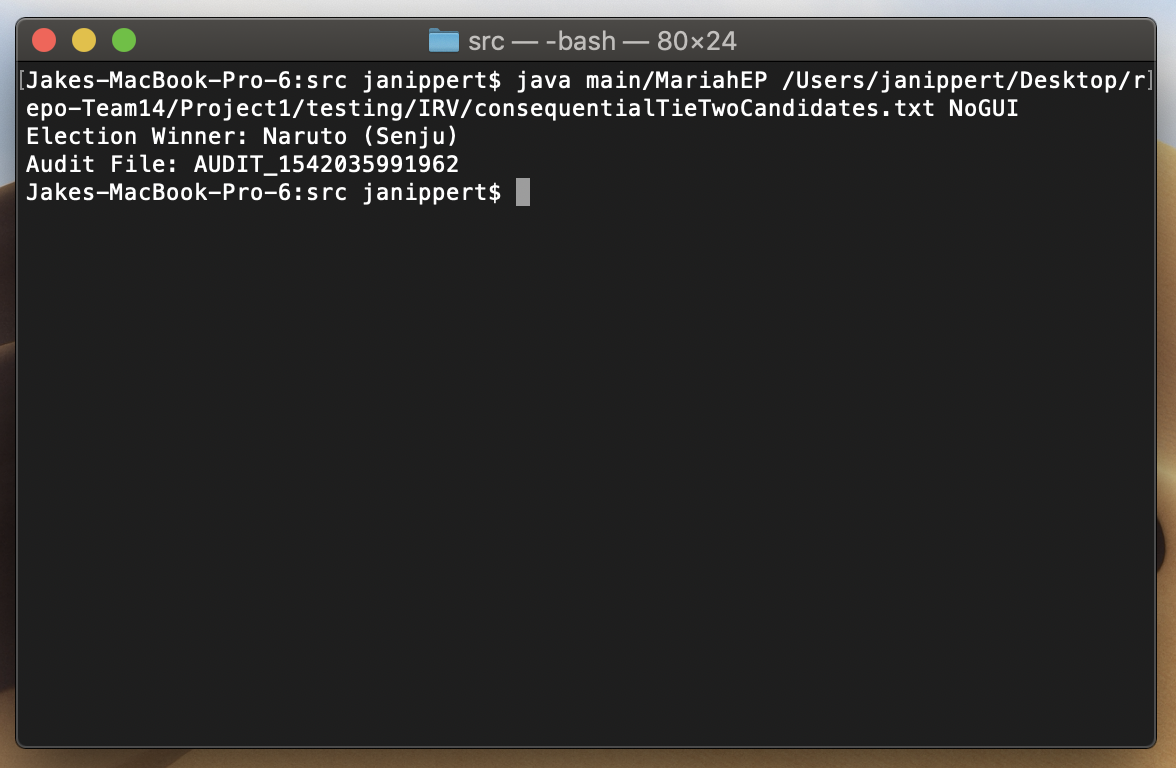 src — -bash — 80×24
[Jakes-MacBook-Pro-6:src janippert$ java main/MariahEP /Users/janippert/Desktop/r]
epo-Team14/Project1/testing/IRV/consequentialTieTwoCandidates.txt NoGUI
Election Winner: Naruto (Senju)
Audit File: AUDIT_1542035991962
Jakes-MacBook-Pro-6:src janippert$